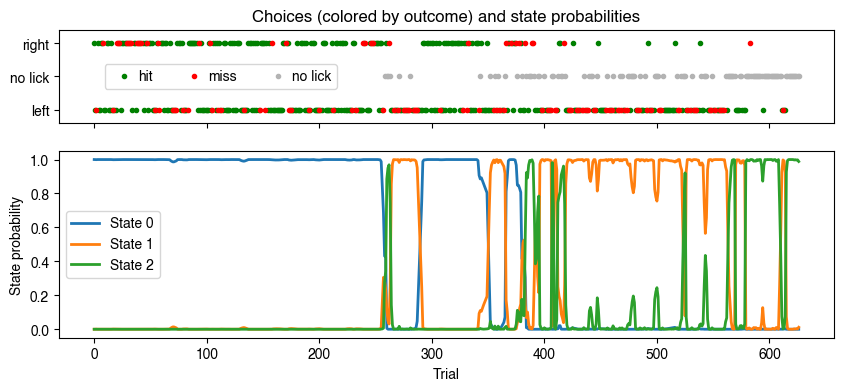 Choices (colored by outcome) and state probabilities
right
no lick
left
hit
miss
no lick
1.0
0.8
0.6
0.4
0.2
0.0
State probability
State 0
State 1
State 2
0 100 200 300 400 500 600
Trial